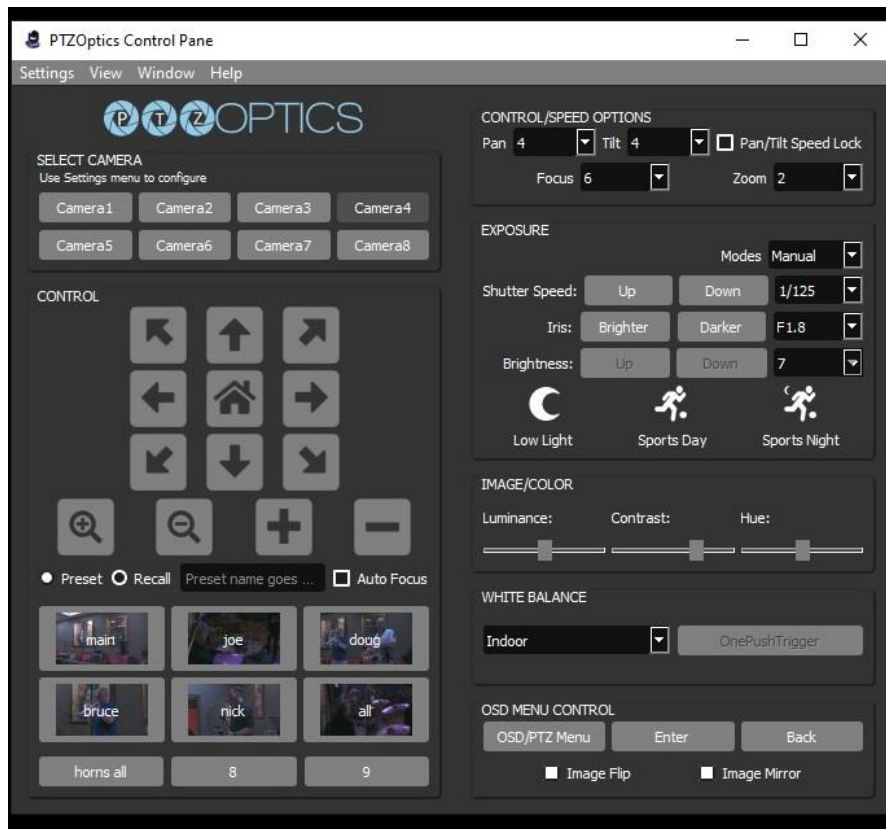 PTZOptics Control Pane
Settings View Window Help
PTZOPTICS
SELECT CAMERA
Use Settings menu to configure
Camera1 Camera2 Camera3 Camera4
Camera5 Camera6 Camera7 Camera8
CONTROL
Preset Recall Preset name goes ... Auto Focus
main joe doug
bruce nick all
horns all 8 9
CONTROL/SPEED OPTIONS
Pan 4 Tilt 4 Pan/Tilt Speed Lock
Focus 6 Zoom 2
EXPOSURE
Modes Manual
Shutter Speed: Up Down 1/125
Iris: Brighter Darker F1.8
Brightness: Up Down 7
Low Light Sports Day Sports Night
IMAGE/COLOR
Luminance: Contrast: Hue:
WHITE BALANCE
Indoor OnePushTrigger
OSD MENU CONTROL
OSD/PTZ Menu Enter Back
Image Flip Image Mirror